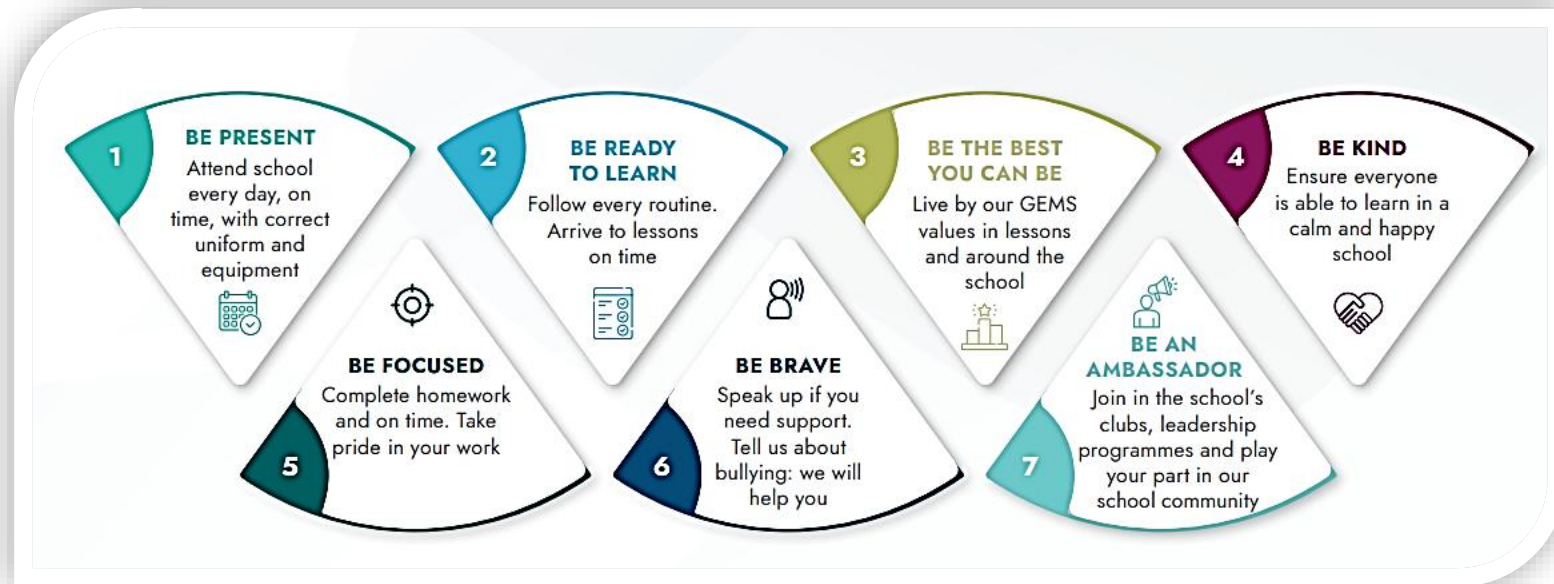 1
BE PRESENT
Attend school
every day, on
time, with correct
uniform and
equipment
2
BE READY
TO LEARN
Follow every routine.
Arrive to lessons
on time
3
BE THE BEST
YOU CAN BE
Live by our GEMS
values in lessons
and around the
school
4
BE KIND
Ensure everyone
is able to learn in a
calm and happy
school
5
BE FOCUSED
Complete homework
and on time. Take
pride in your work
6
BE BRAVE
Speak up if you
need support.
Tell us about
bullying: we will
help you
7
BE AN
AMBASSADOR
Join in the school’s
clubs, leadership
programmes and play
your part in our
school community